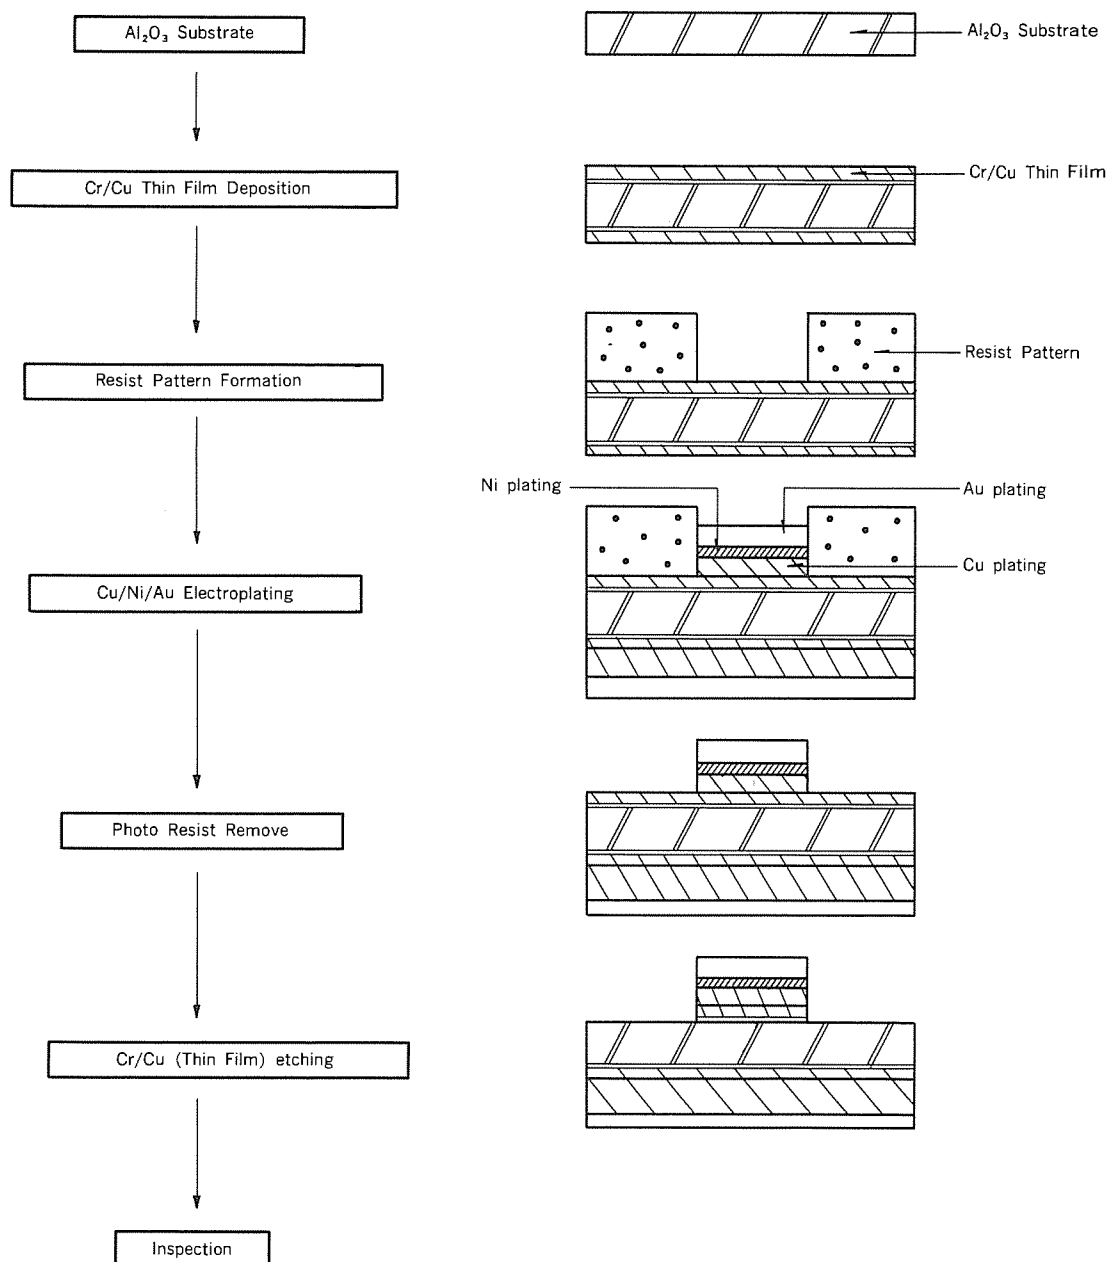 Al₂O₃ Substrate
Al₂O₃ Substrate
Cr/Cu Thin Film Deposition
Cr/Cu Thin Film
Resist Pattern Formation
Resist Pattern
Ni plating
Au plating
Cu plating
Cu/Ni/Au Electroplating
Photo Resist Remove
Cr/Cu (Thin Film) etching
Inspection